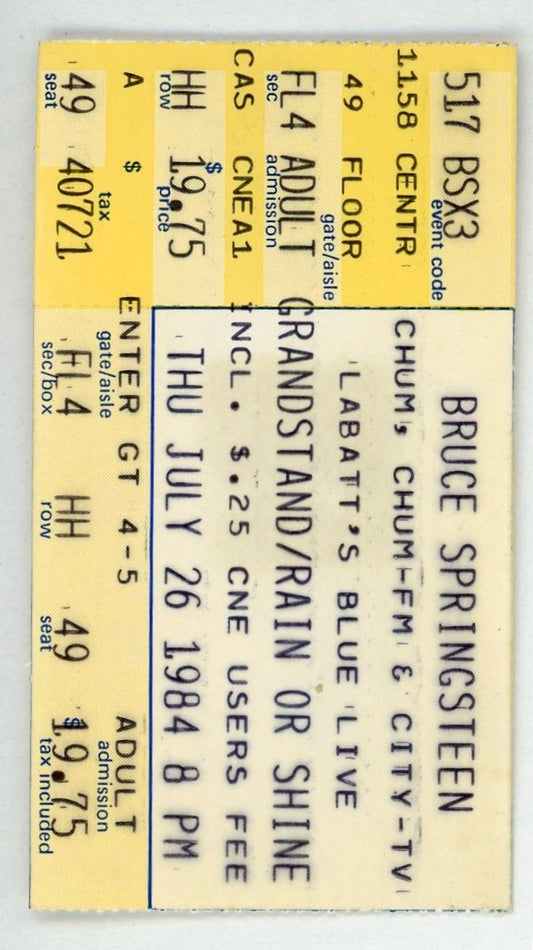 517 BSX3
event code
1158 CENTR
49 FLOOR
gate/aisle
FL4 ADULT
sec admission
CAS CNEA1
HH $ 19.75
row price
A $
tax
49 40721
seat
BRUCE SPRINGSTEEN
CHUM, CHUM-FM & CITY-TV
LABATT'S BLUE LIVE
GRANDSTAND/RAIN OR SHINE
INCL. $.25 CNE USERS FEE
THU JULY 26 1984 8 PM
ENTER GT 4-5 ADULT
gate/aisle admission
FL4 HH 49 $19.75
sec/box row seat tax included